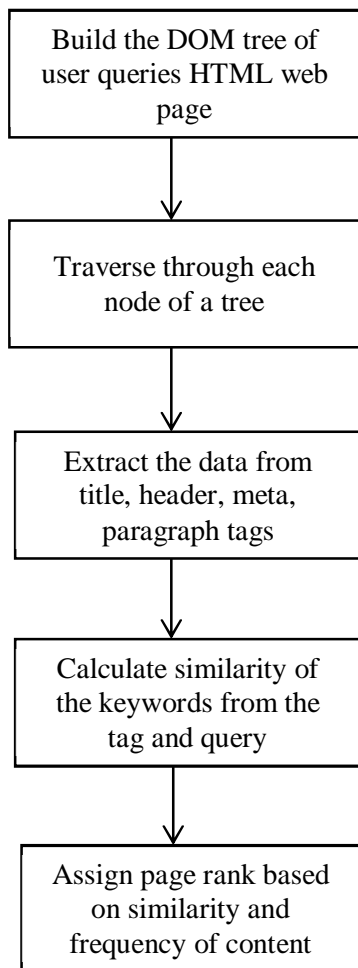 Build the DOM tree of
user queries HTML web
page
Traverse through each
node of a tree
Extract the data from
title, header, meta,
paragraph tags
Calculate similarity of
the keywords from the
tag and query
Assign page rank based
on similarity and
frequency of content